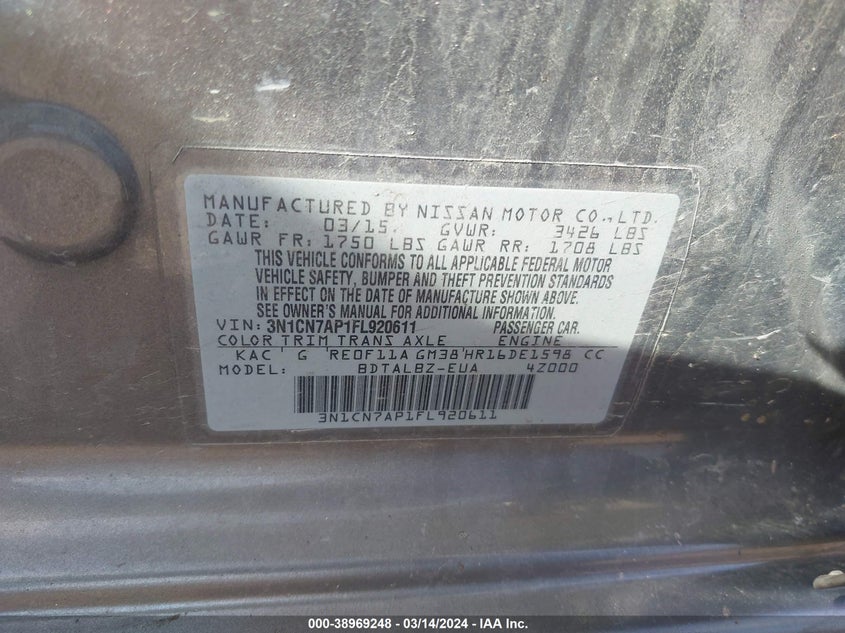 MANUFACTURED BY NISSAN MOTOR CO.,LTD.
DATE: 03/15 GVWR: 3426 LBS
GAWR FR: 1750 LBS GAWR RR: 1708 LBS
THIS VEHICLE CONFORMS TO ALL APPLICABLE FEDERAL MOTOR
VEHICLE SAFETY, BUMPER AND THEFT PREVENTION STANDARDS
IN EFFECT ON THE DATE OF MANUFACTURE SHOWN ABOVE.
SEE OWNER'S MANUAL FOR ADDITIONAL INFORMATION.
VIN: 3N1CN7AP1FL920611 PASSENGER CAR.
COLOR TRIM TRANS AXLE ENGINE
KAC G RE0F11A GM38 HR16DE1598 CC
MODEL: BDTALBZ-EUA 4Z000
3N1CN7AP1FL920611
000-38969248 - 03/14/2024 - IAA Inc.